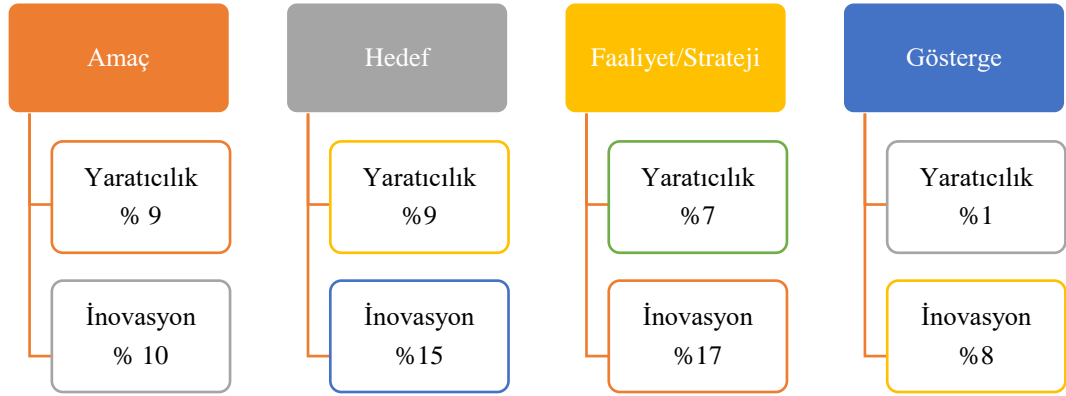 Amaç
Yaratıcılık
% 9
İnovasyon
% 10
Hedef
Yaratıcılık
%9
İnovasyon
%15
Faaliyet/Strateji
Yaratıcılık
%7
İnovasyon
%17
Gösterge
Yaratıcılık
%1
İnovasyon
%8